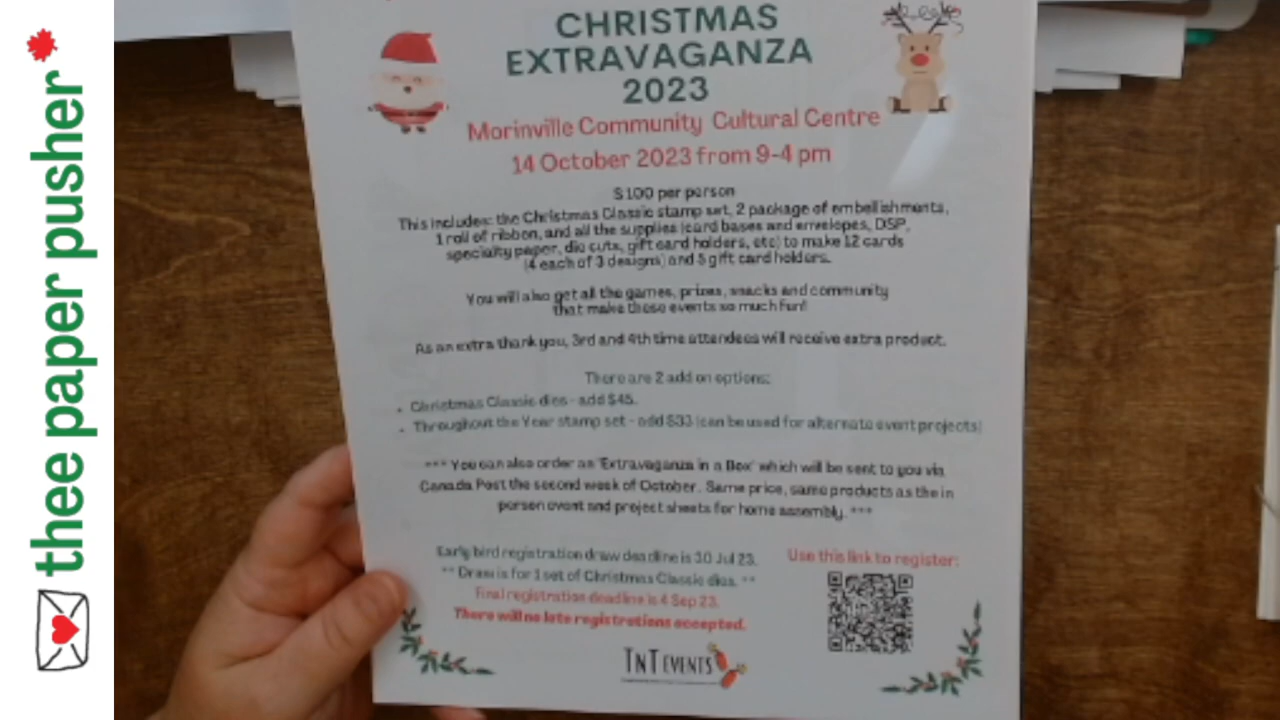 thee paper pusher
CHRISTMAS
EXTRAVAGANZA
2023
Morinville Community Cultural Centre
14 October 2023 from 9-4 pm
$100 per person
This includes: the Christmas Classic stamp set, 2 package of embellishments,
1 roll of ribbon, and all the supplies (card bases and envelopes, DSP,
specialty paper, die cuts, gift card holders, etc) to make 12 cards
(4 each of 3 designs) and 5 gift card holders.
You will also get all the games, prizes, snacks and community
that make these events so much fun!
As an extra thank you, 3rd and 4th time attendees will receive extra product.
There are 2 add on options:
• Christmas Classic dies - add $45.
• Throughout the Year stamp set - add $33 (can be used for alternate event projects)
*** You can also order an 'Extravaganza in a Box' which will be sent to you via
Canada Post the second week of October. Same price, same products as the in
person event and project sheets for home assembly. ***
Early bird registration draw deadline is 30 Jul 23.
** Draw is for 1 set of Christmas Classic dies. **
Final registration deadline is 4 Sep 23.
There will no late registrations accepted.
Use this link to register:
TNT EVENTS